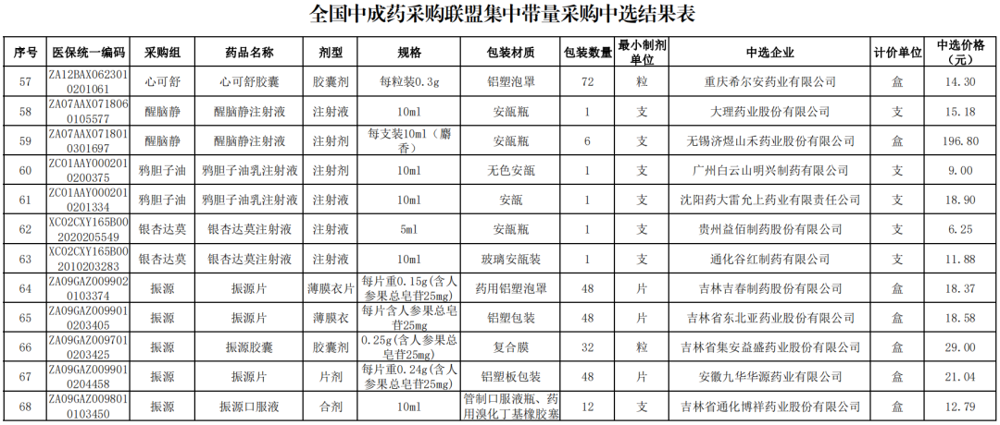 全国中成药采购联盟集中带量采购中选结果表
序号 医保统一编码 采购组 药品名称 剂型 规格 包装材质 包装数量 最小制剂单位 中选企业 计价单位 中选价格（元）
57 ZA12BAX0623010201061 心可舒 心可舒胶囊 胶囊剂 每粒装0.3g 铝塑泡罩 72 粒 重庆希尔安药业有限公司 盒 14.30
58 ZA07AAX0718060105577 醒脑静 醒脑静注射液 注射液 10ml 安瓿瓶 1 支 大理药业股份有限公司 支 15.18
59 ZA07AAX0718010301697 醒脑静 醒脑静注射液 注射剂 每支装10ml（麝香） 安瓿瓶 6 支 无锡济煜山禾药业股份有限公司 盒 196.80
60 ZC01AAY0002010200375 鸦胆子油 鸦胆子油乳注射液 注射剂 10ml 无色安瓿 1 支 广州白云山明兴制药有限公司 支 9.00
61 ZC01AAY0002010201334 鸦胆子油 鸦胆子油乳注射液 注射液 10ml 安瓿 1 支 沈阳药大雷允上药业有限责任公司 支 18.90
62 XC02CXY165B002020205549 银杏达莫 银杏达莫注射液 注射液 5ml 安瓿瓶 1 支 贵州益佰制药股份有限公司 支 6.25
63 XC02CXY165B002010203283 银杏达莫 银杏达莫注射液 注射液 10ml 玻璃安瓿装 1 支 通化谷红制药有限公司 支 11.88
64 ZA09GAZ0099020103374 振源 振源片 薄膜衣片 每片重0.15g(含人参果总皂苷25mg) 药用铝塑泡罩 48 片 吉林吉春制药股份有限公司 盒 18.37
65 ZA09GAZ0099010203405 振源 振源片 薄膜衣 每片含人参果总皂苷25mg 铝塑包装 48 片 吉林省东北亚药业股份有限公司 盒 18.58
66 ZA09GAZ0097010203425 振源 振源胶囊 胶囊剂 0.25g(含人参果总皂苷25mg) 复合膜 32 粒 吉林省集安益盛药业股份有限公司 盒 29.00
67 ZA09GAZ0099010204458 振源 振源片 片剂 每片重0.24g(含人参果总皂苷25mg) 铝塑板包装 48 片 安徽九华华源药业有限公司 盒 21.04
68 ZA09GAZ0098010103450 振源 振源口服液 合剂 10ml 管制口服液瓶、药用溴化丁基橡胶塞 12 支 吉林省通化博祥药业股份有限公司 盒 12.79